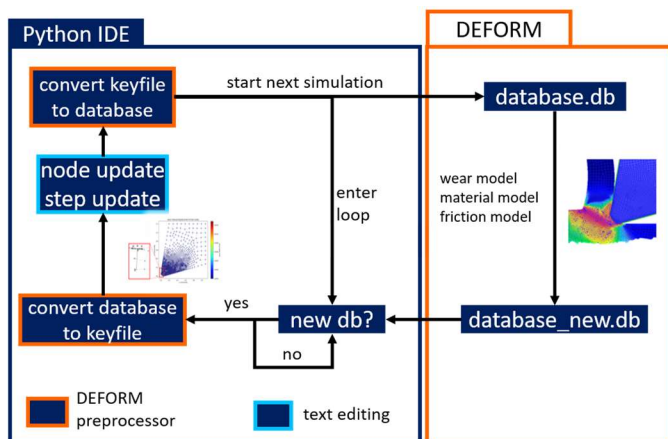 Python IDE
DEFORM
convert keyfile
to database
start next simulation
database.db
node update
step update
enter
loop
wear model
material model
friction model
convert database
to keyfile
yes
new db?
database_new.db
no
DEFORM
preprocessor
text editing